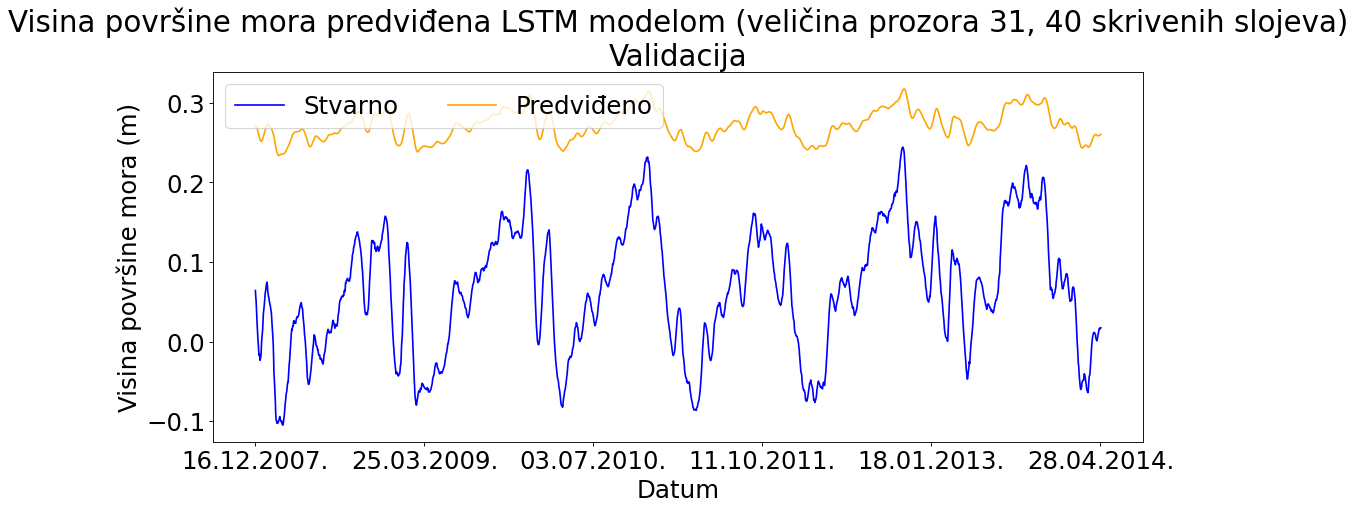 Visina površine mora predviđena LSTM modelom (veličina prozora 31, 40 skrivenih slojeva)
Validacija
Stvarno Predviđeno
Visina površine mora (m)
0.3
0.2
0.1
0.0
−0.1
16.12.2007. 25.03.2009. 03.07.2010. 11.10.2011. 18.01.2013. 28.04.2014.
Datum